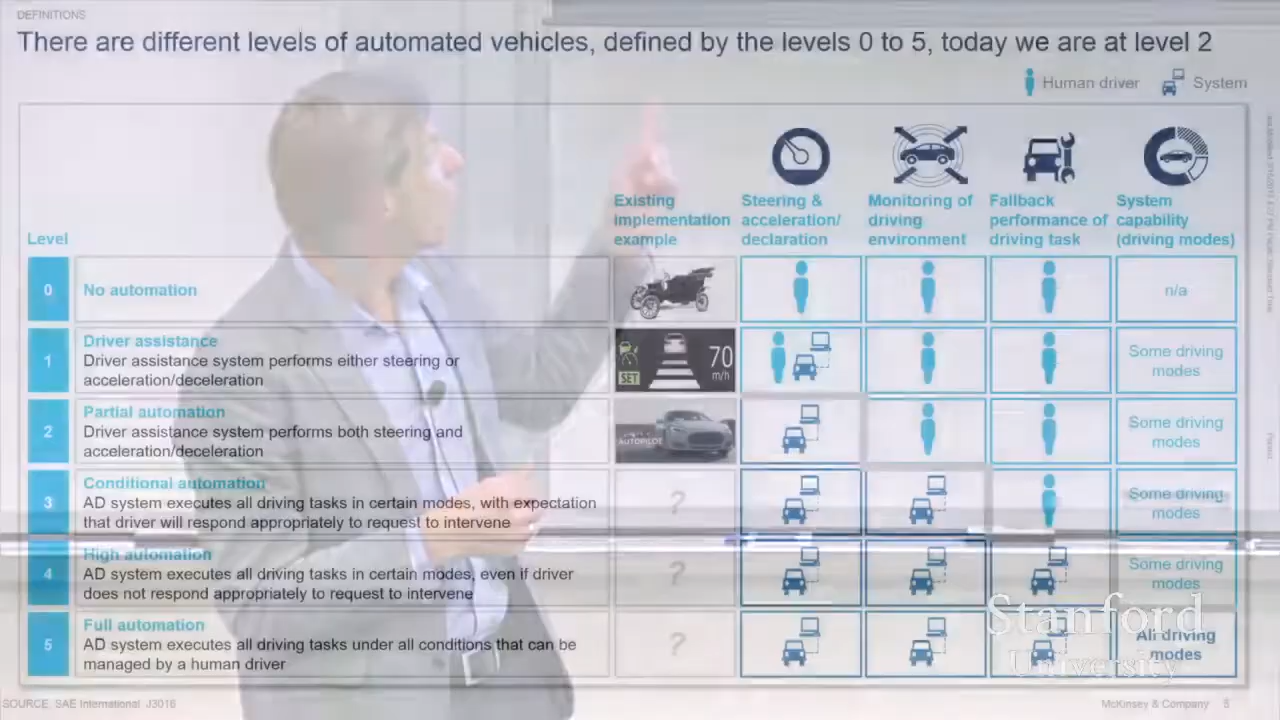 DEFINITIONS
There are different levels of automated vehicles, defined by the levels 0 to 5, today we are at level 2
Human driver
System
Level
Existing
implementation
example
Steering &
acceleration/
declaration
Monitoring of
driving
environment
Fallback
performance of
driving task
System
capability
(driving modes)
0
No automation
n/a
1
Driver assistance
Driver assistance system performs either steering or
acceleration/deceleration
SET
70
m/h
Some driving
modes
2
Partial automation
Driver assistance system performs both steering and
acceleration/deceleration
AUTOPILOT
Some driving
modes
3
Conditional automation
AD system executes all driving tasks in certain modes, with expectation
that driver will respond appropriately to request to intervene
?
Some driving
modes
4
High automation
AD system executes all driving tasks in certain modes, even if driver
does not respond appropriately to request to intervene
?
Some driving
modes
5
Full automation
AD system executes all driving tasks under all conditions that can be
managed by a human driver
?
All driving
modes
Stanford
University
SOURCE: SAE International J3016
McKinsey & Company 5